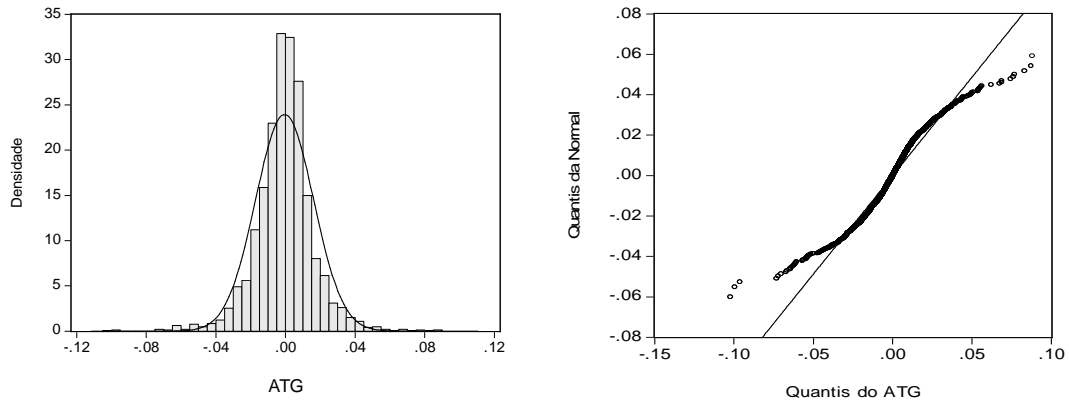 35
30
25
20
15
10
5
0
Densidade
-.12 -.08 -.04 .00 .04 .08 .12
ATG
.08
.06
.04
.02
.00
-.02
-.04
-.06
-.08
Quantis da Normal
-.15 -.10 -.05 .00 .05 .10
Quantis do ATG